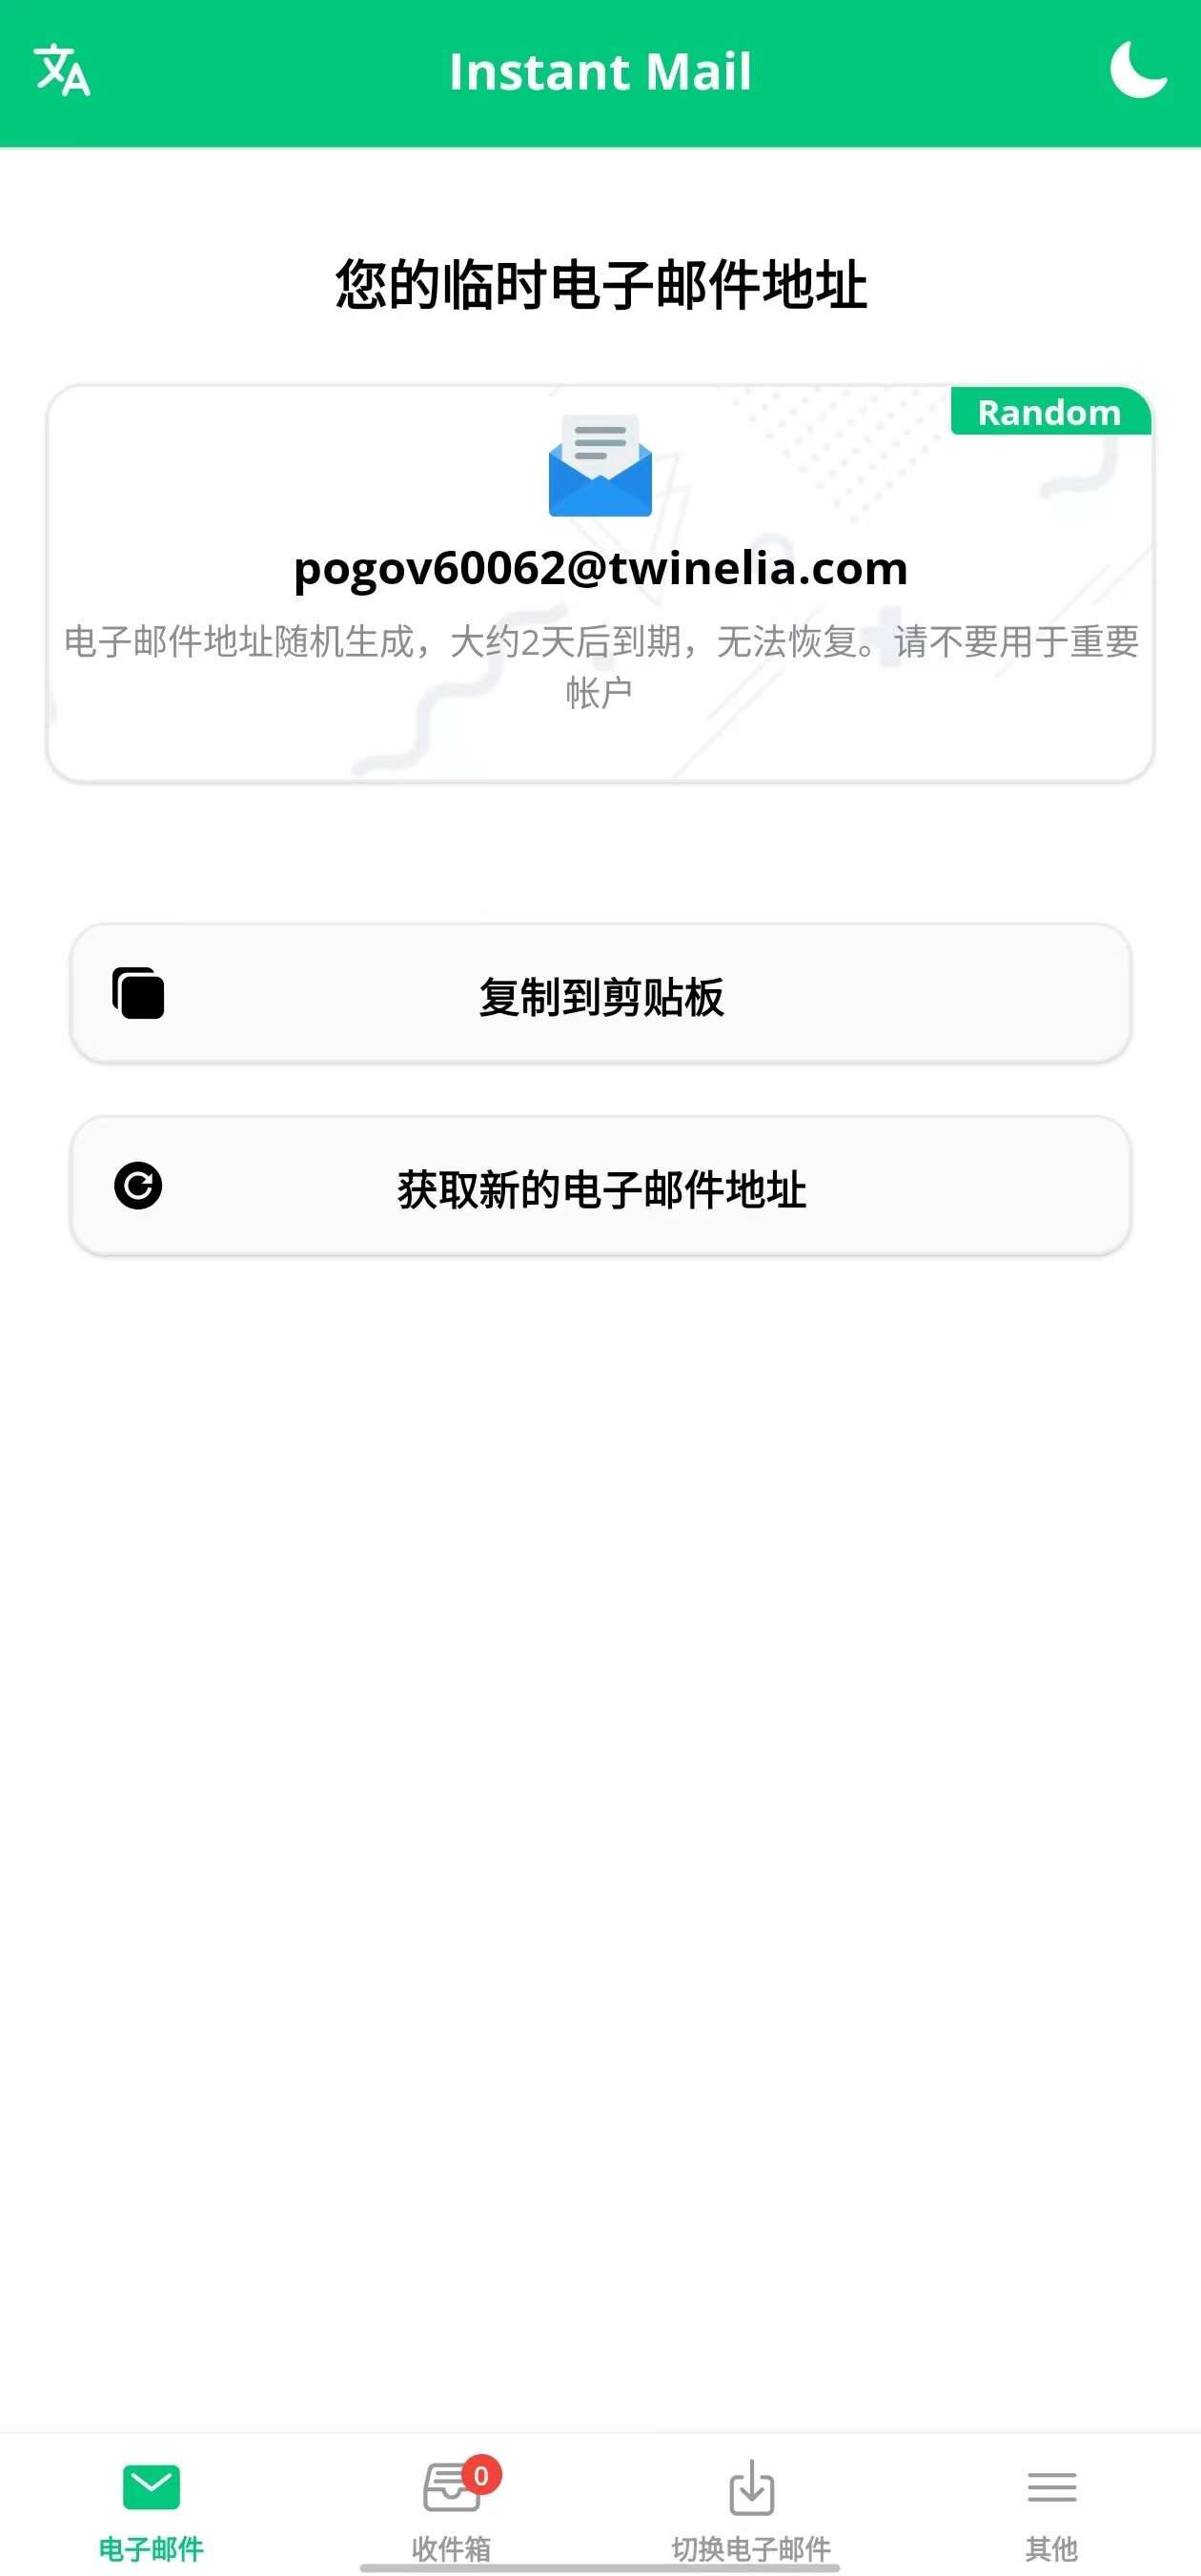 Instant Mail
您的临时电子邮件地址
Random
pogov60062@twinelia.com
电子邮件地址随机生成，大约2天后到期，无法恢复。请不要用于重要
帐户
复制到剪贴板
获取新的电子邮件地址
0
电子邮件 收件箱 切换电子邮件 其他